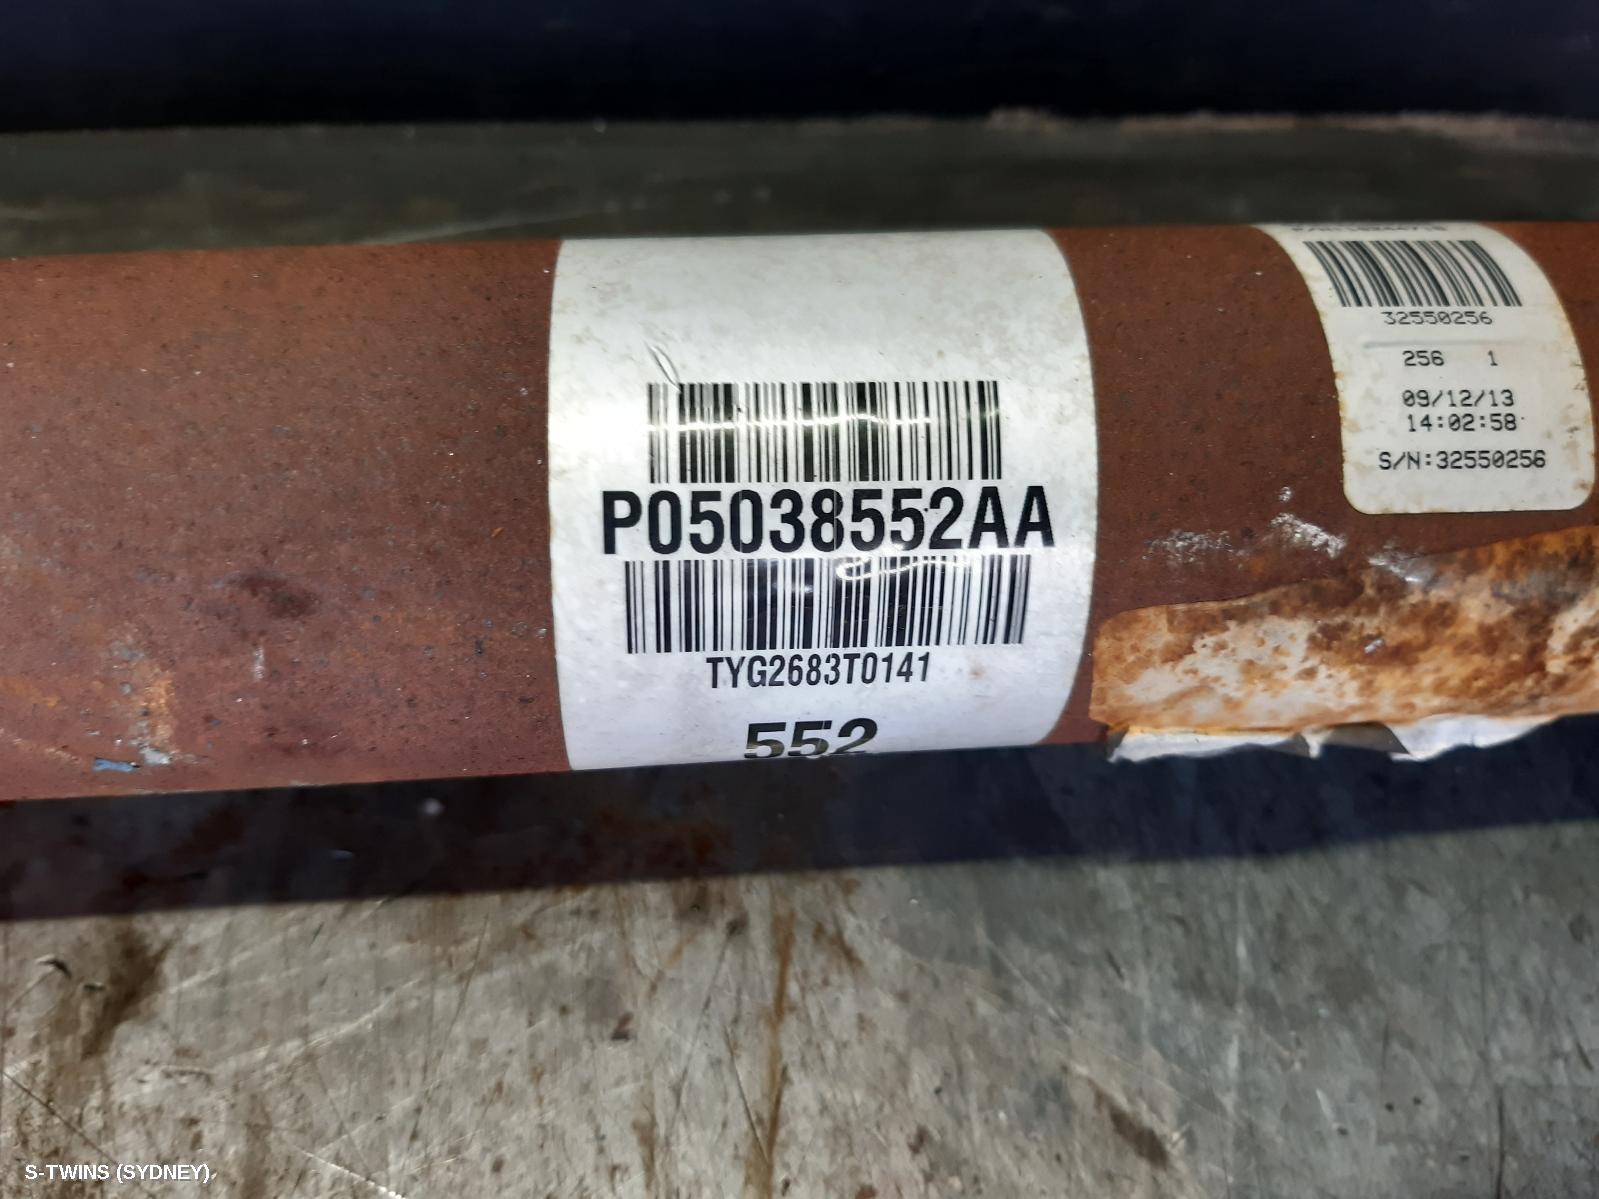 P05038552AA
TYG2683T0141
552
32550256
256 1
09/12/13
14:02:58
S/N:32550256
S-TWINS (SYDNEY)